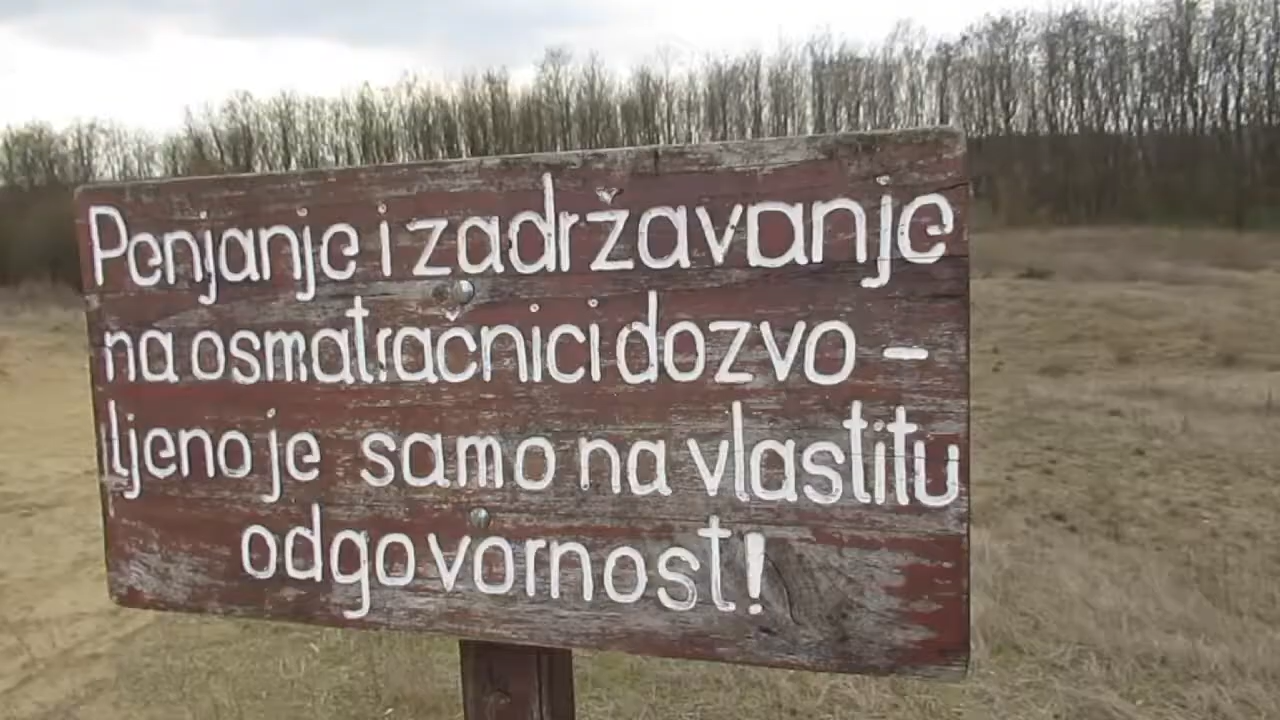 Penjanje i zadržavanje
na osmatračnici dozvo -
ljeno je samo na vlastitu
odgovornost!